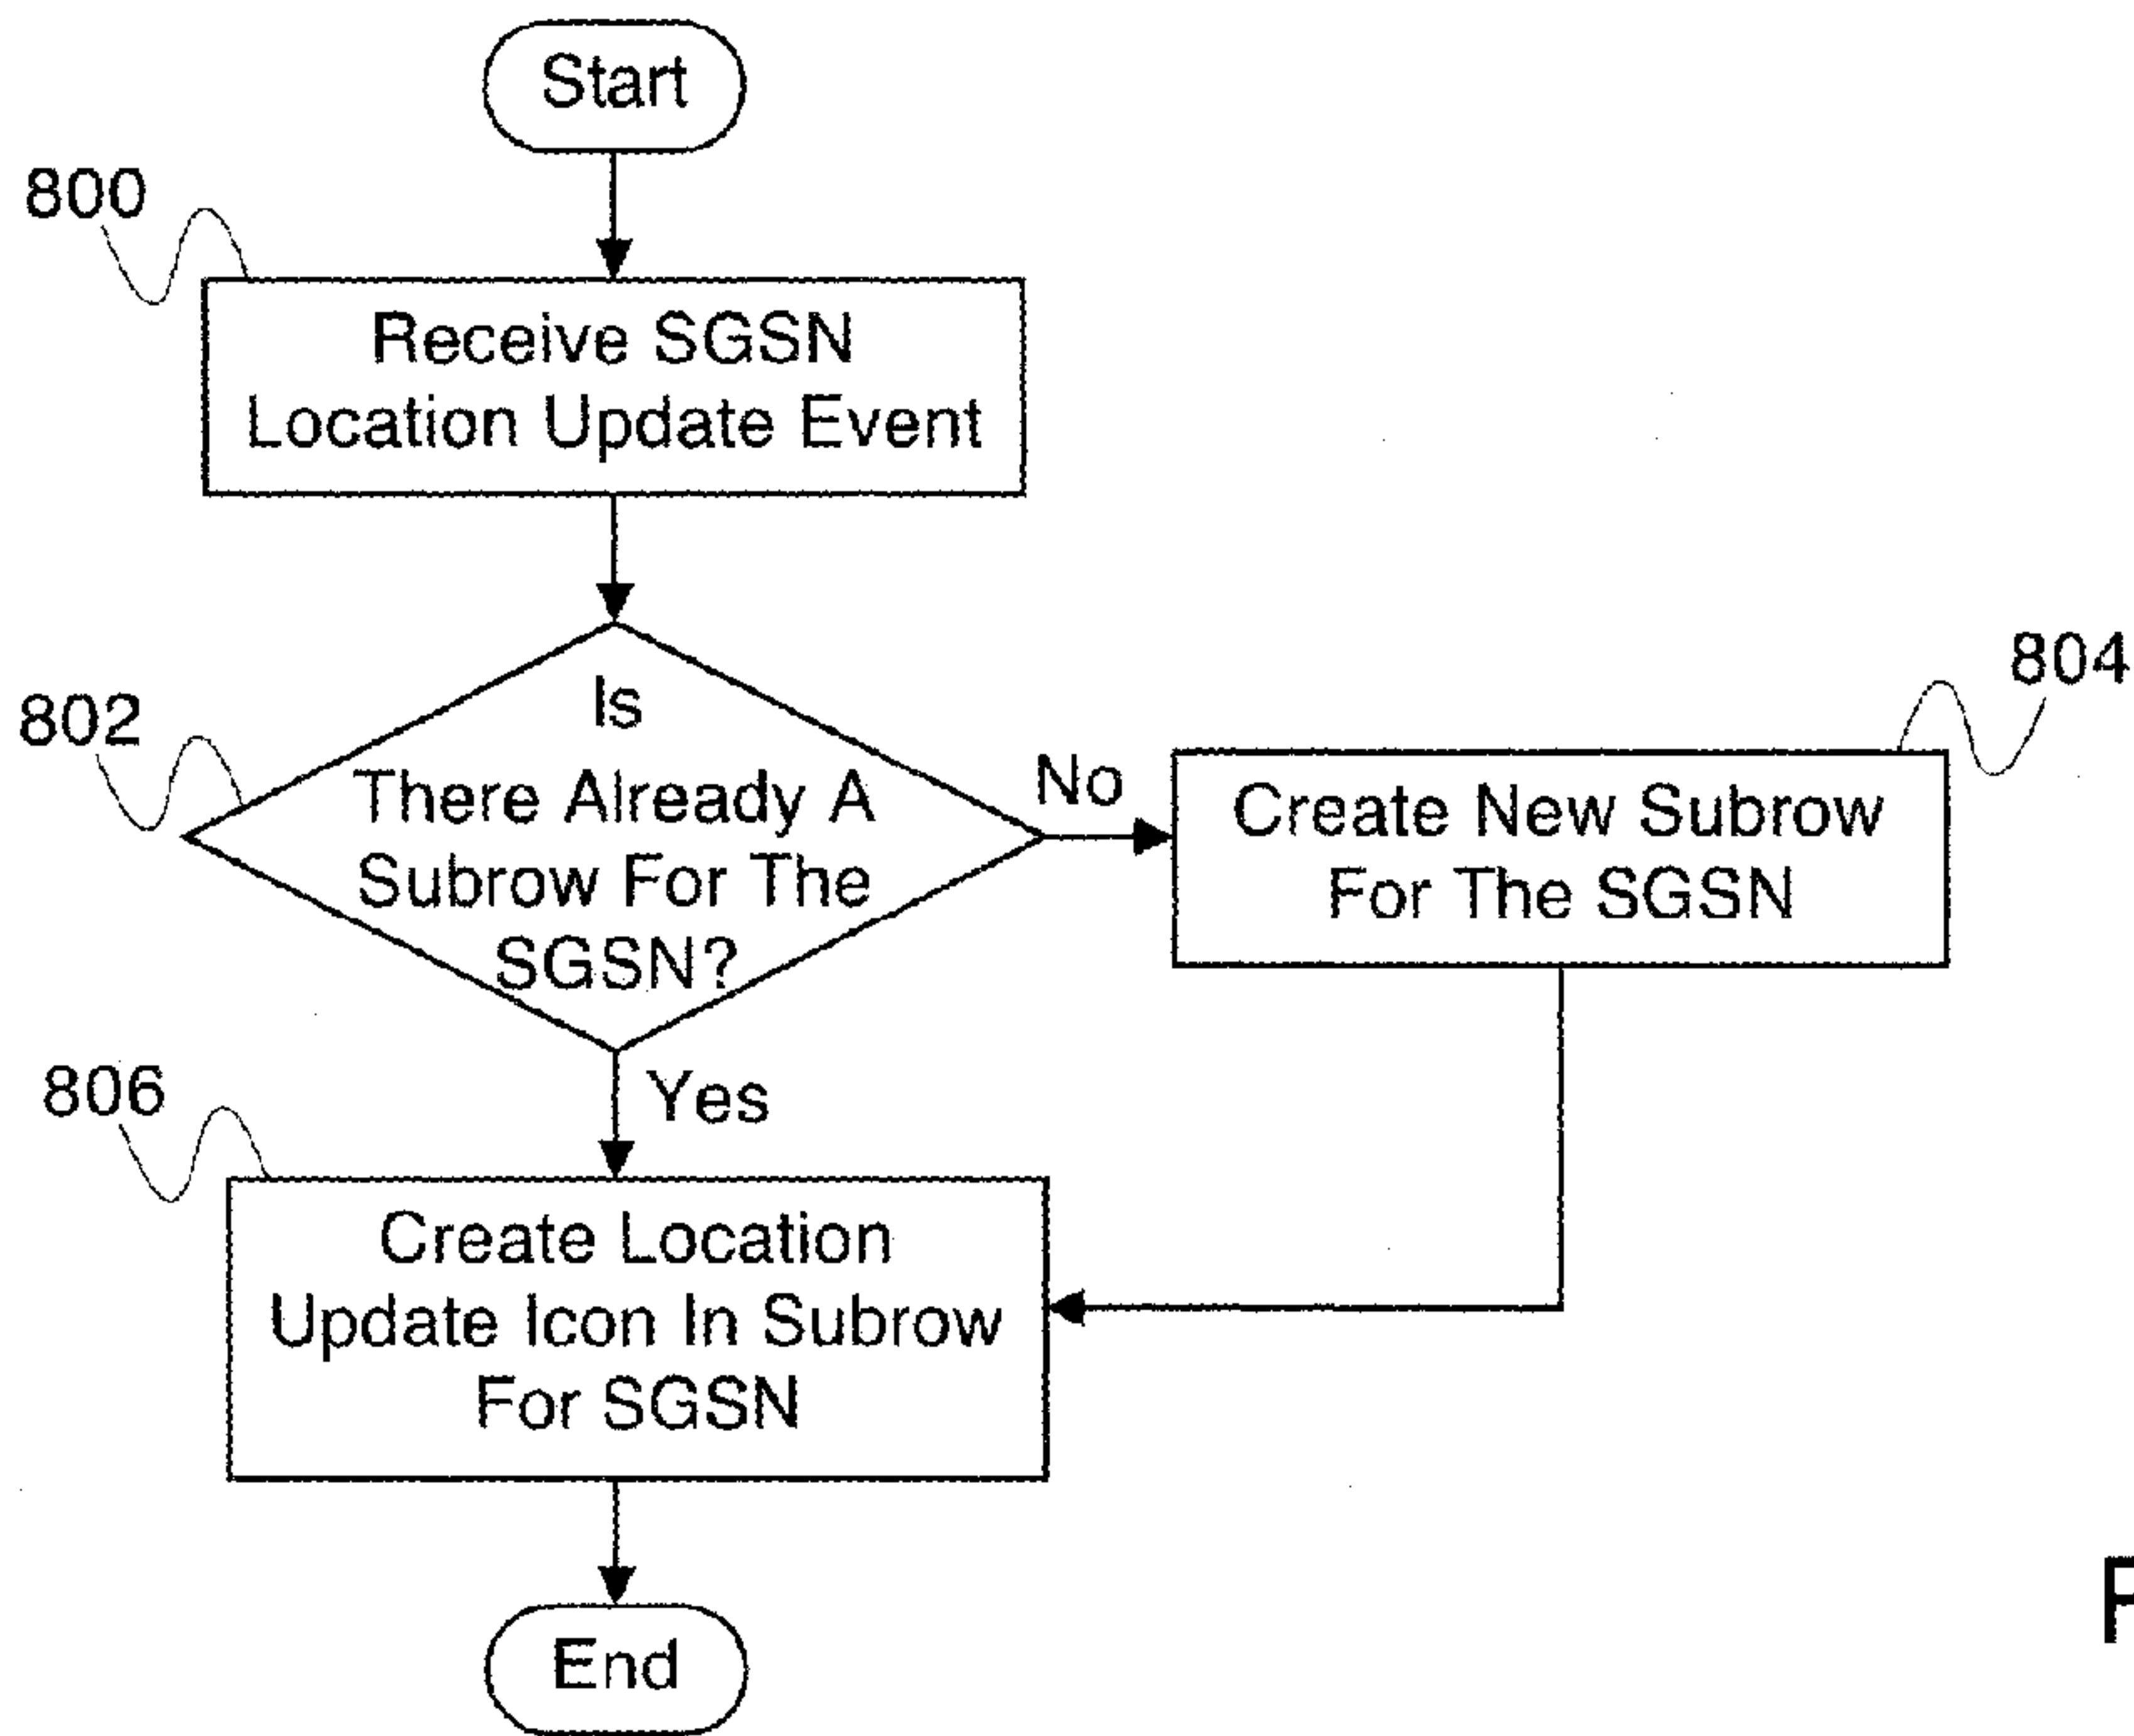 Start
800
Receive SGSN
Location Update Event
802
Is
There Already A
Subrow For The
SGSN?
No
804
Create New Subrow
For The SGSN
Yes
806
Create Location
Update Icon In Subrow
For SGSN
End